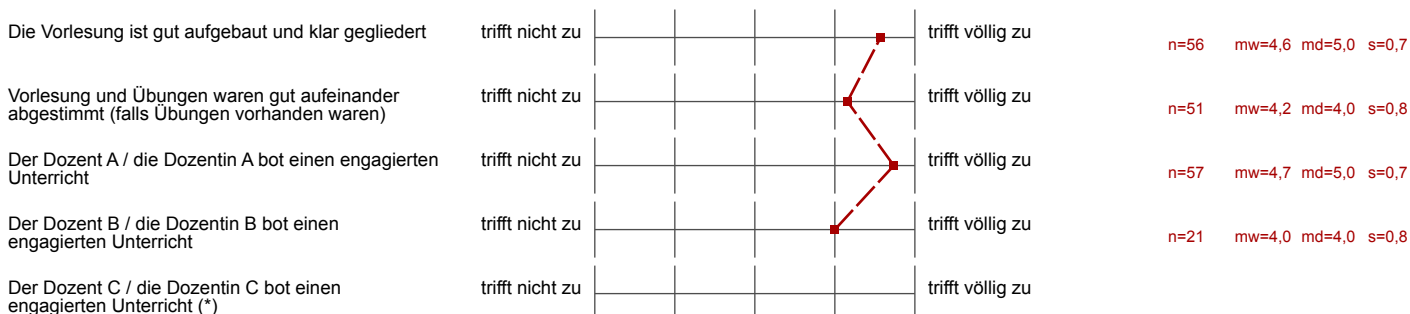 Die Vorlesung ist gut aufgebaut und klar gegliedert trifft nicht zu trifft völlig zu n=56 mw=4,6 md=5,0 s=0,7
Vorlesung und Übungen waren gut aufeinander
abgestimmt (falls Übungen vorhanden waren) trifft nicht zu trifft völlig zu n=51 mw=4,2 md=4,0 s=0,8
Der Dozent A / die Dozentin A bot einen engagierten
Unterricht trifft nicht zu trifft völlig zu n=57 mw=4,7 md=5,0 s=0,7
Der Dozent B / die Dozentin B bot einen
engagierten Unterricht trifft nicht zu trifft völlig zu n=21 mw=4,0 md=4,0 s=0,8
Der Dozent C / die Dozentin C bot einen
engagierten Unterricht (*) trifft nicht zu trifft völlig zu